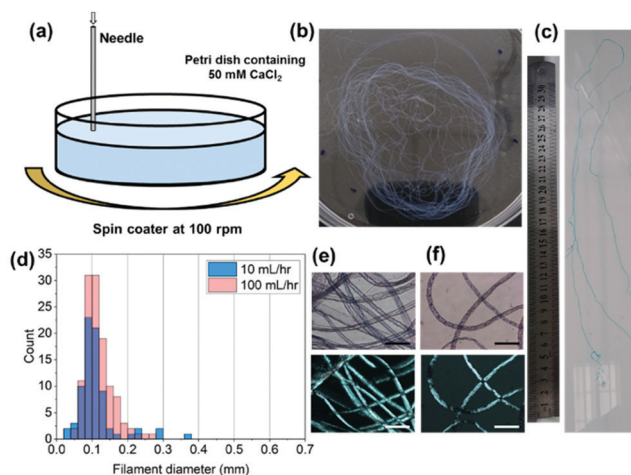 (a)
Needle
Petri dish containing
50 mM CaCl2
Spin coater at 100 rpm
(b)
(c)
(d)
10 mL/hr
100 mL/hr
35
30
25
20
15
10
5
0
Count
0.0 0.1 0.2 0.3 0.4 0.5 0.6 0.7
Filament diameter (mm)
(e)
(f)